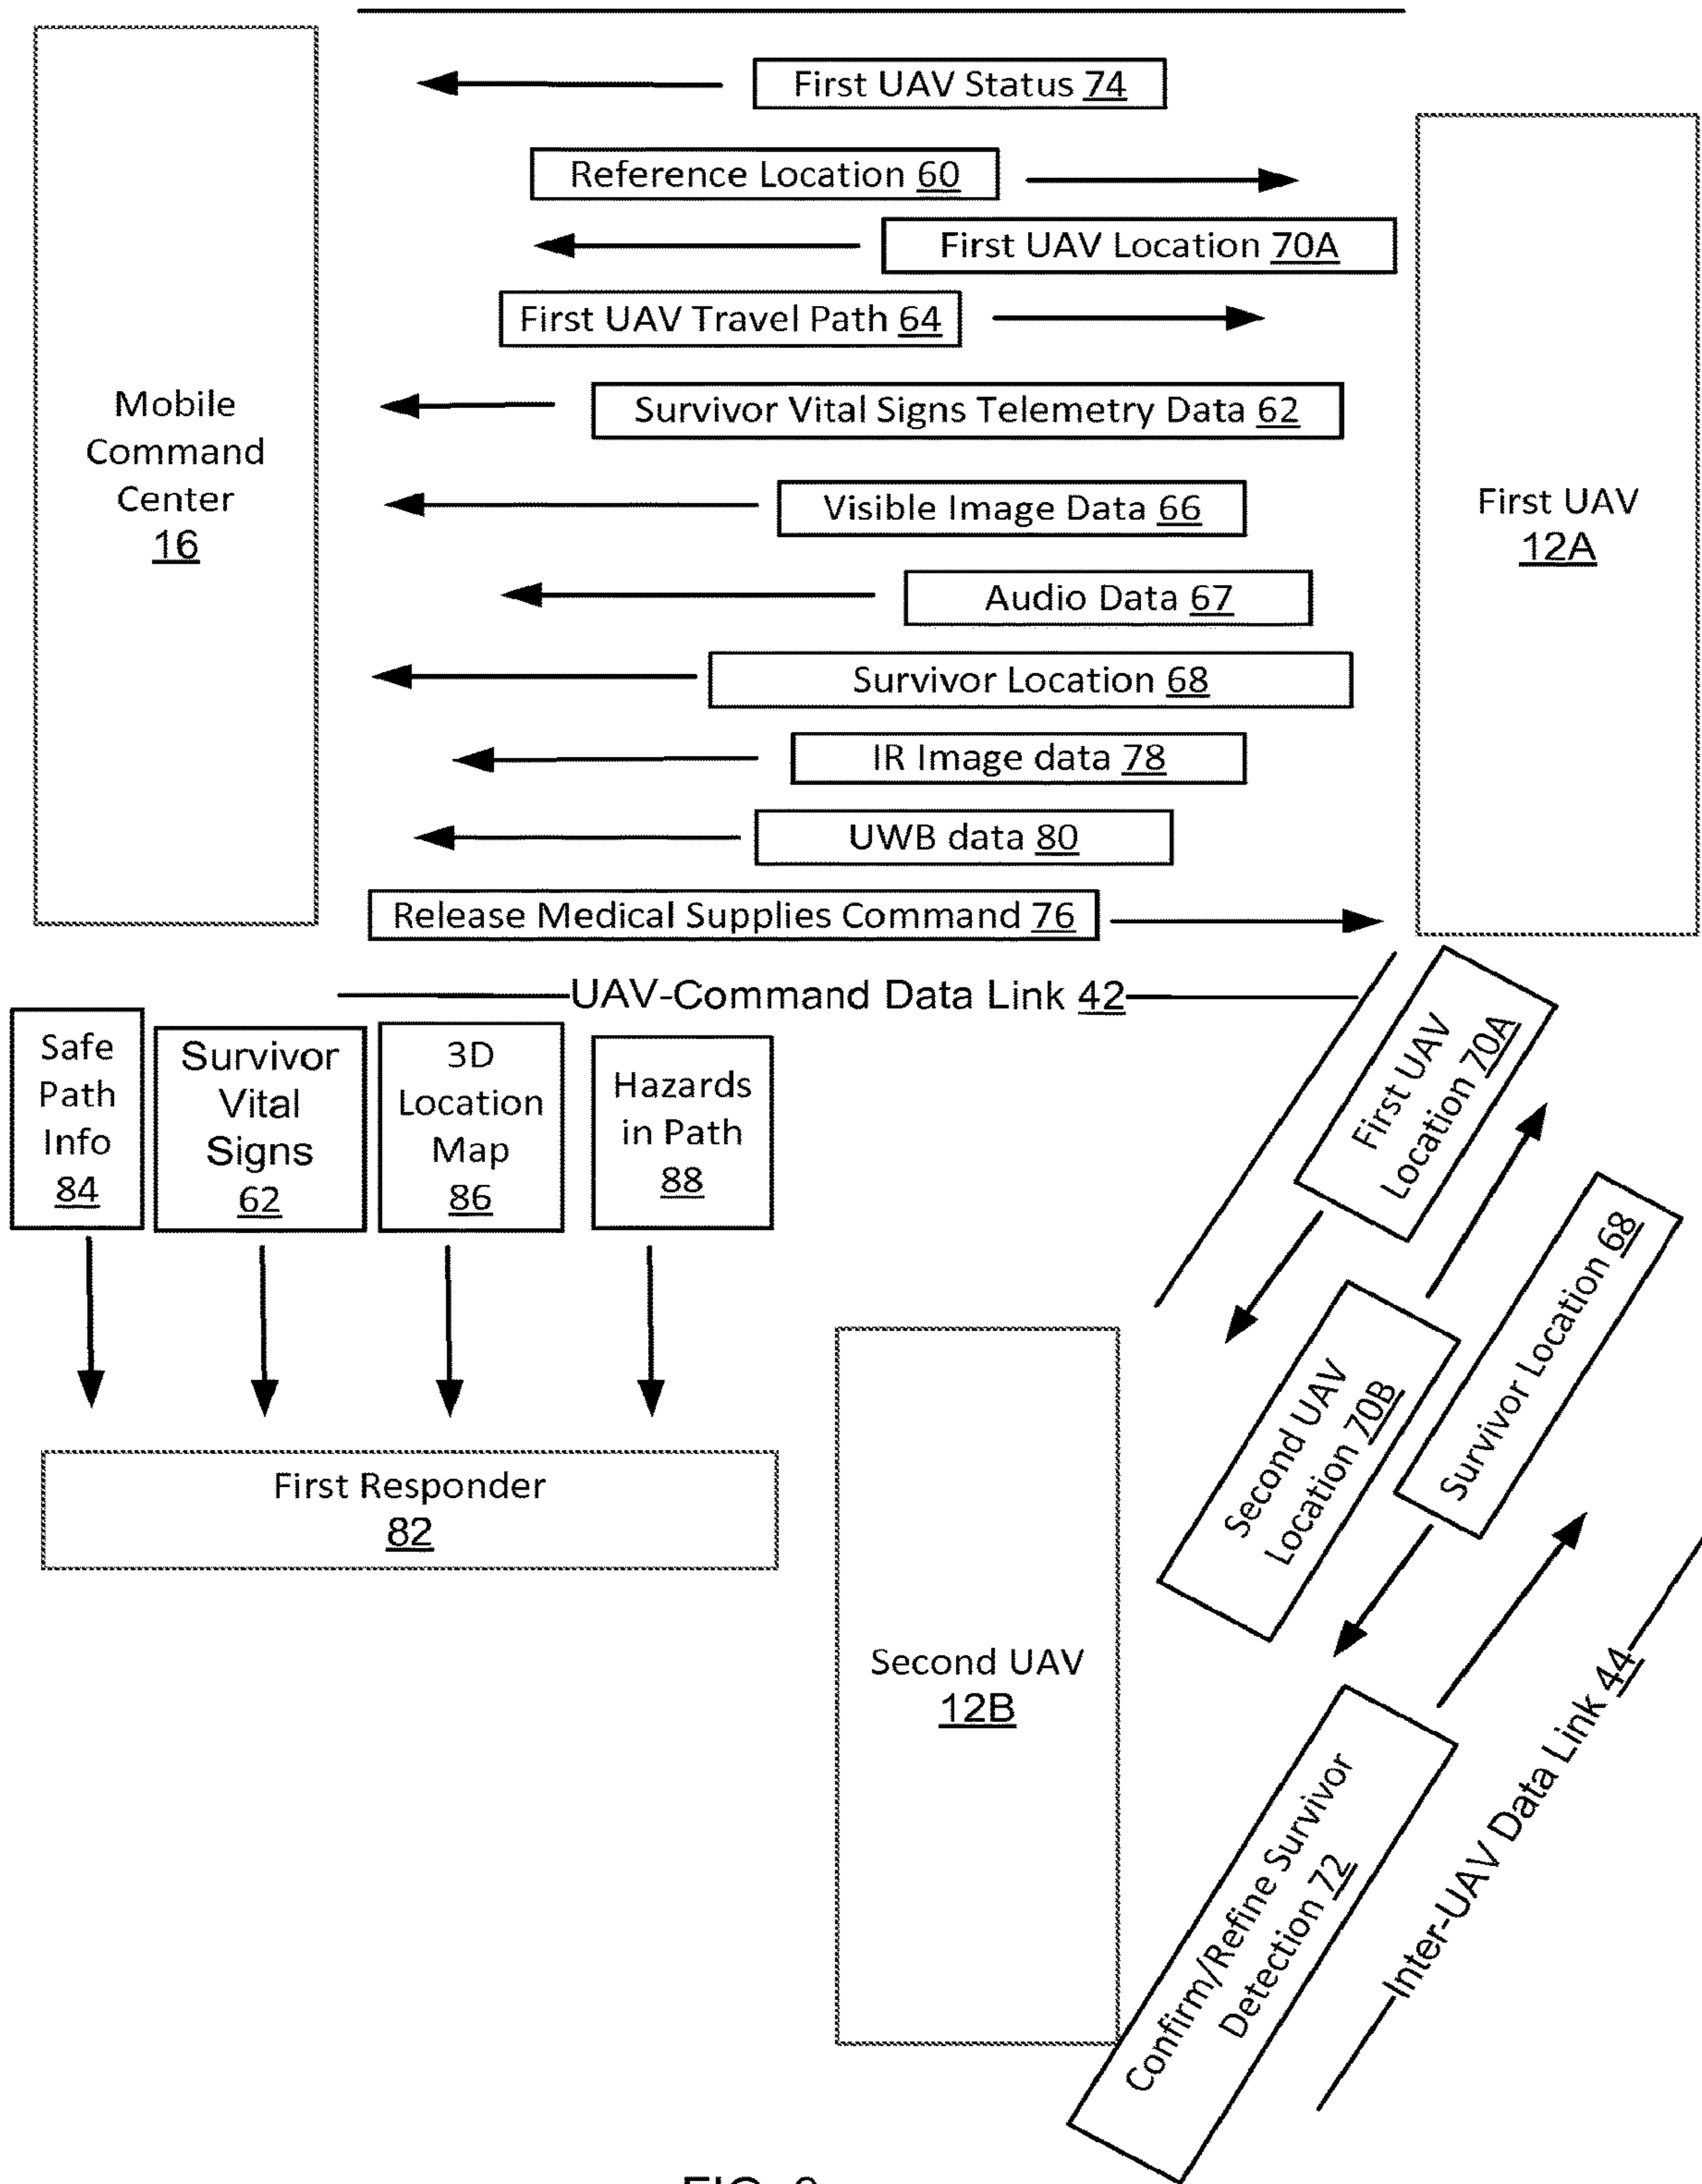 First UAV Status 74
Reference Location 60
First UAV Location 70A
First UAV Travel Path 64
Survivor Vital Signs Telemetry Data 62
Visible Image Data 66
Audio Data 67
Survivor Location 68
IR Image data 78
UWB data 80
Release Medical Supplies Command 76
Mobile
Command
Center
16
First UAV
12A
UAV-Command Data Link 42
Safe
Path
Info
84
Survivor
Vital
Signs
62
3D
Location
Map
86
Hazards
in Path
88
First Responder
82
Second UAV
12B
First UAV
Location 70A
Second UAV
Location 70B
Survivor Location 68
Confirm/Refine Survivor
Detection 72
Inter-UAV Data Link 44